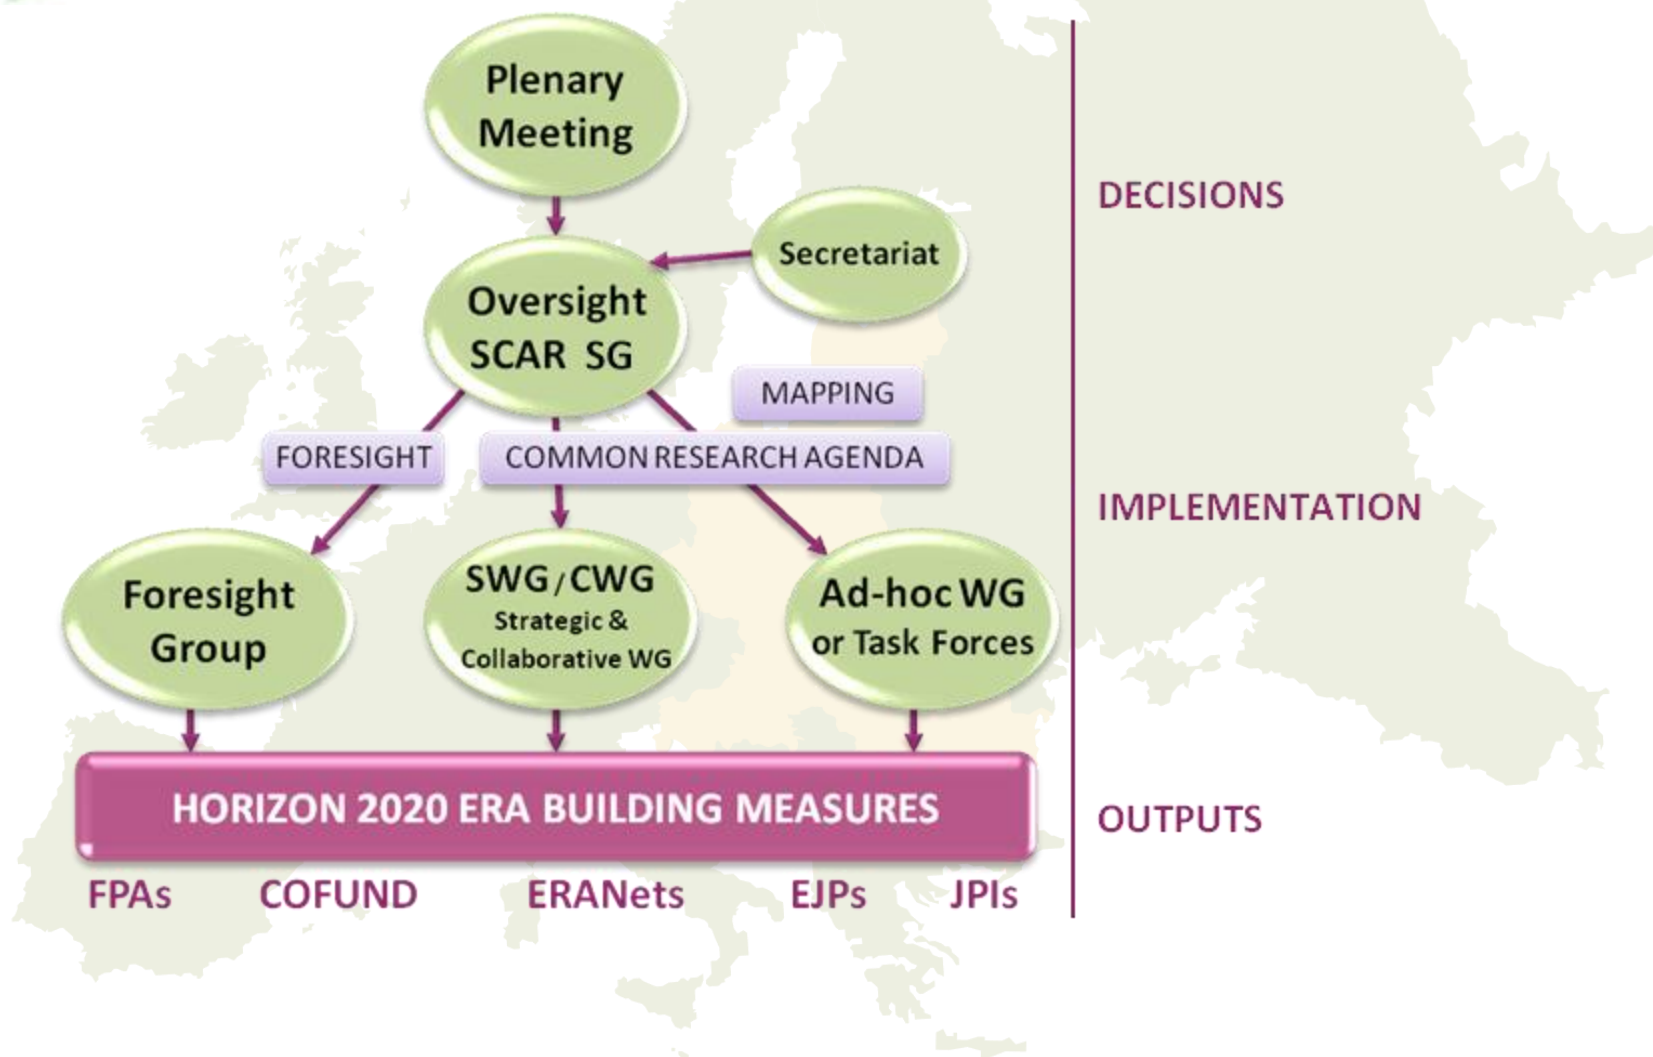 Plenary
Meeting
DECISIONS
Secretariat
Oversight
SCAR SG
MAPPING
FORESIGHT
COMMON RESEARCH AGENDA
IMPLEMENTATION
Foresight
Group
SWG / CWG
Strategic &
Collaborative WG
Ad-hoc WG
or Task Forces
HORIZON 2020 ERA BUILDING MEASURES
OUTPUTS
FPAs COFUND ERANets EJPs JPIs